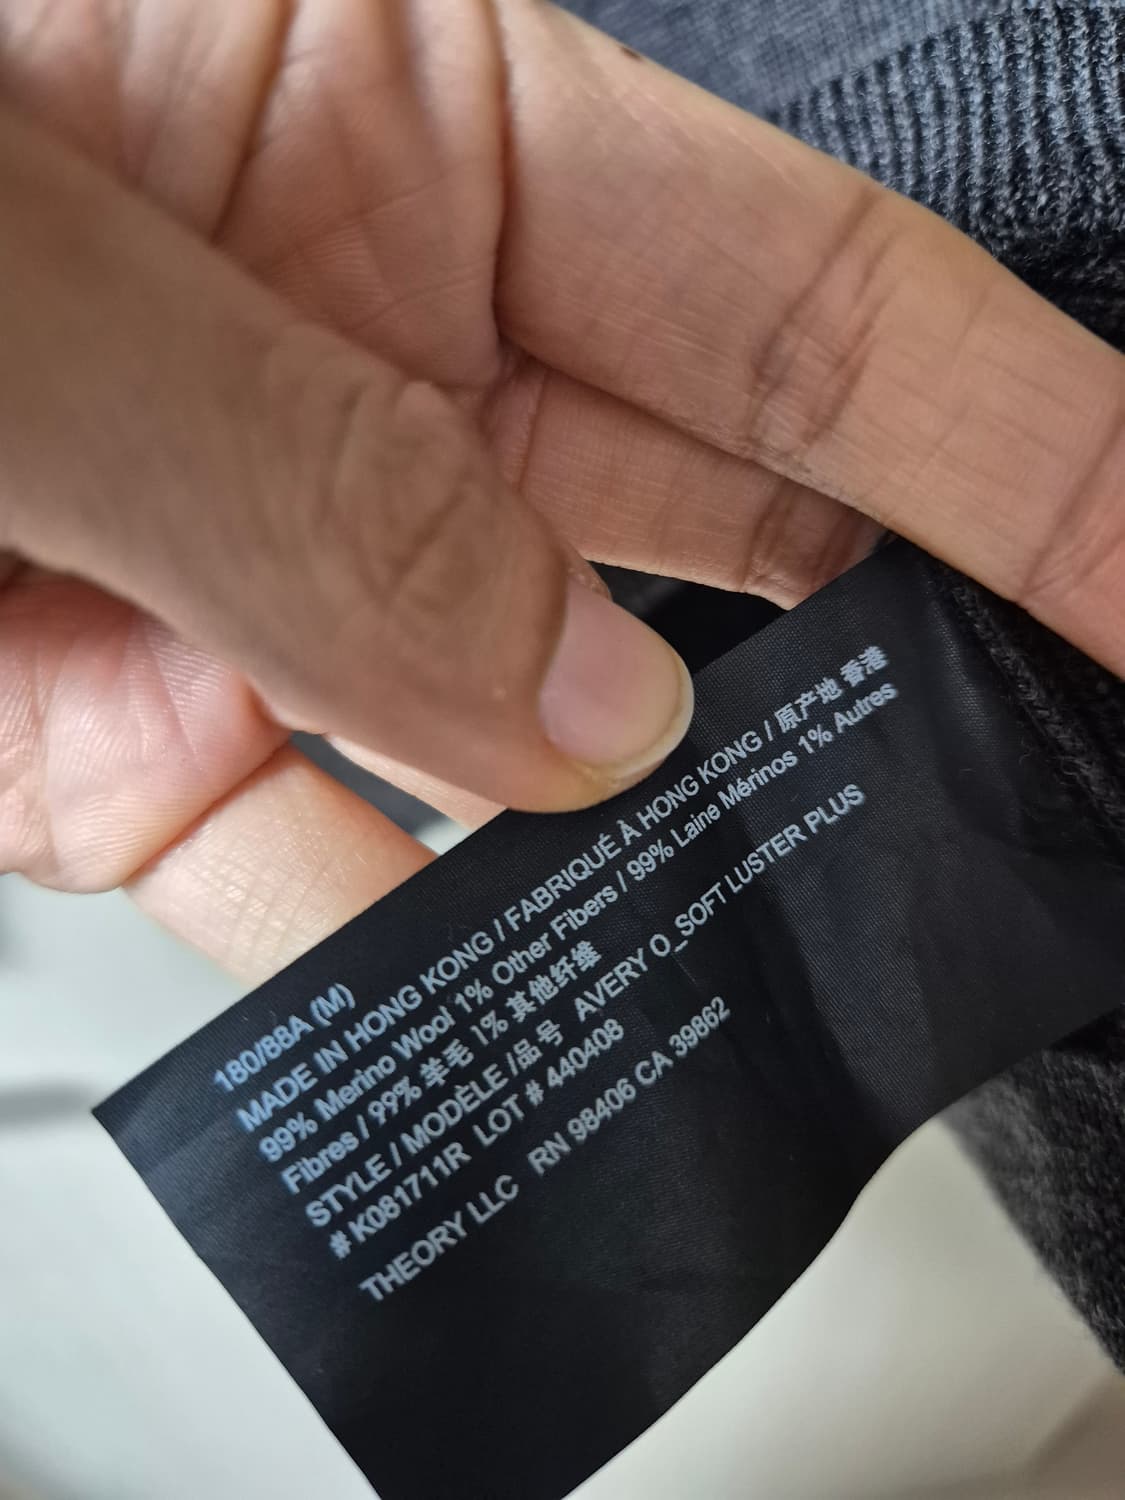 180/88A (M)
MADE IN HONG KONG / FABRIQUÉ À HONG KONG / 原产地 香港
99% Merino Wool 1% Other Fibers / 99% Laine Mérinos 1% Autres
Fibres / 99% 羊毛 1% 其他纤维
STYLE / MODÈLE /品号 AVERY O_SOFT LUSTER PLUS
# K081711R LOT # 440408
THEORY LLC RN 98406 CA 39862